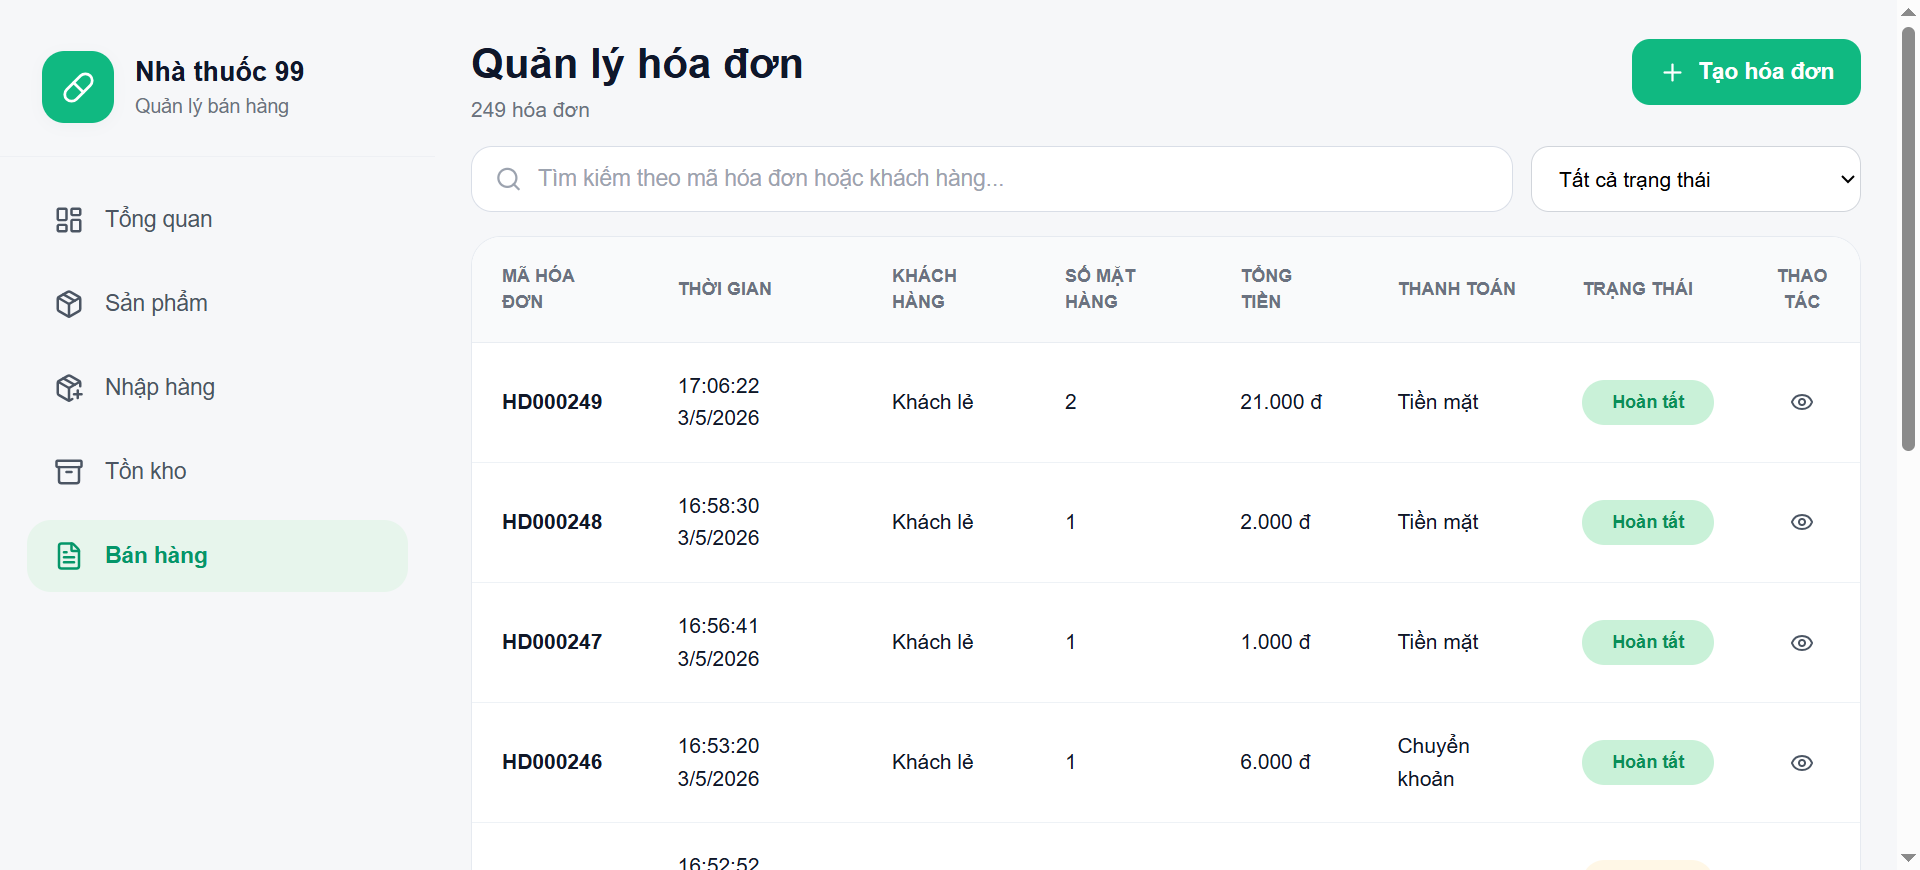 Nhà thuốc 99
Quản lý bán hàng
Tổng quan
Sản phẩm
Nhập hàng
Tồn kho
Bán hàng
Quản lý hóa đơn
249 hóa đơn
Tạo hóa đơn
Tìm kiếm theo mã hóa đơn hoặc khách hàng...
Tất cả trạng thái
MÃ HÓA ĐƠN
THỜI GIAN
KHÁCH HÀNG
SỐ MẶT HÀNG
TỔNG TIỀN
THANH TOÁN
TRẠNG THÁI
THAO TÁC
HD000249
17:06:22
3/5/2026
Khách lẻ
2
21.000 đ
Tiền mặt
Hoàn tất
HD000248
16:58:30
3/5/2026
Khách lẻ
1
2.000 đ
Tiền mặt
Hoàn tất
HD000247
16:56:41
3/5/2026
Khách lẻ
1
1.000 đ
Tiền mặt
Hoàn tất
HD000246
16:53:20
3/5/2026
Khách lẻ
1
6.000 đ
Chuyển
khoản
Hoàn tất
16:52:52